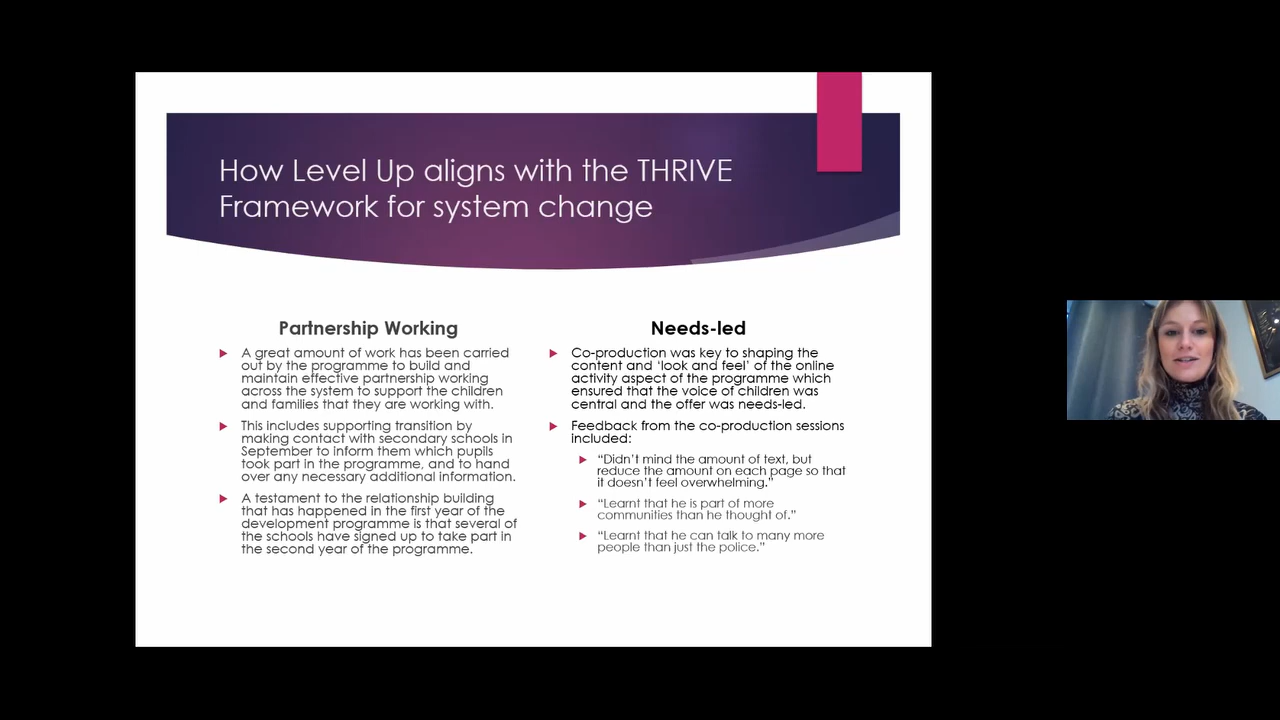 How Level Up aligns with the THRIVE
Framework for system change
Partnership Working
A great amount of work has been carried
out by the programme to build and
maintain effective partnership working
across the system to support the children
and families that they are working with.
This includes supporting transition by
making contact with secondary schools in
September to inform them which pupils
took part in the programme, and to hand
over any necessary additional information.
A testament to the relationship building
that has happened in the first year of the
development programme is that several of
the schools have signed up to take part in
the second year of the programme.
Needs-led
Co-production was key to shaping the
content and ‘look and feel’ of the online
activity aspect of the programme which
ensured that the voice of children was
central and the offer was needs-led.
Feedback from the co-production sessions
included:
“Didn’t mind the amount of text, but
reduce the amount on each page so that
it doesn’t feel overwhelming.”
“Learnt that he is part of more
communities than he thought of.”
“Learnt that he can talk to many more
people than just the police.”